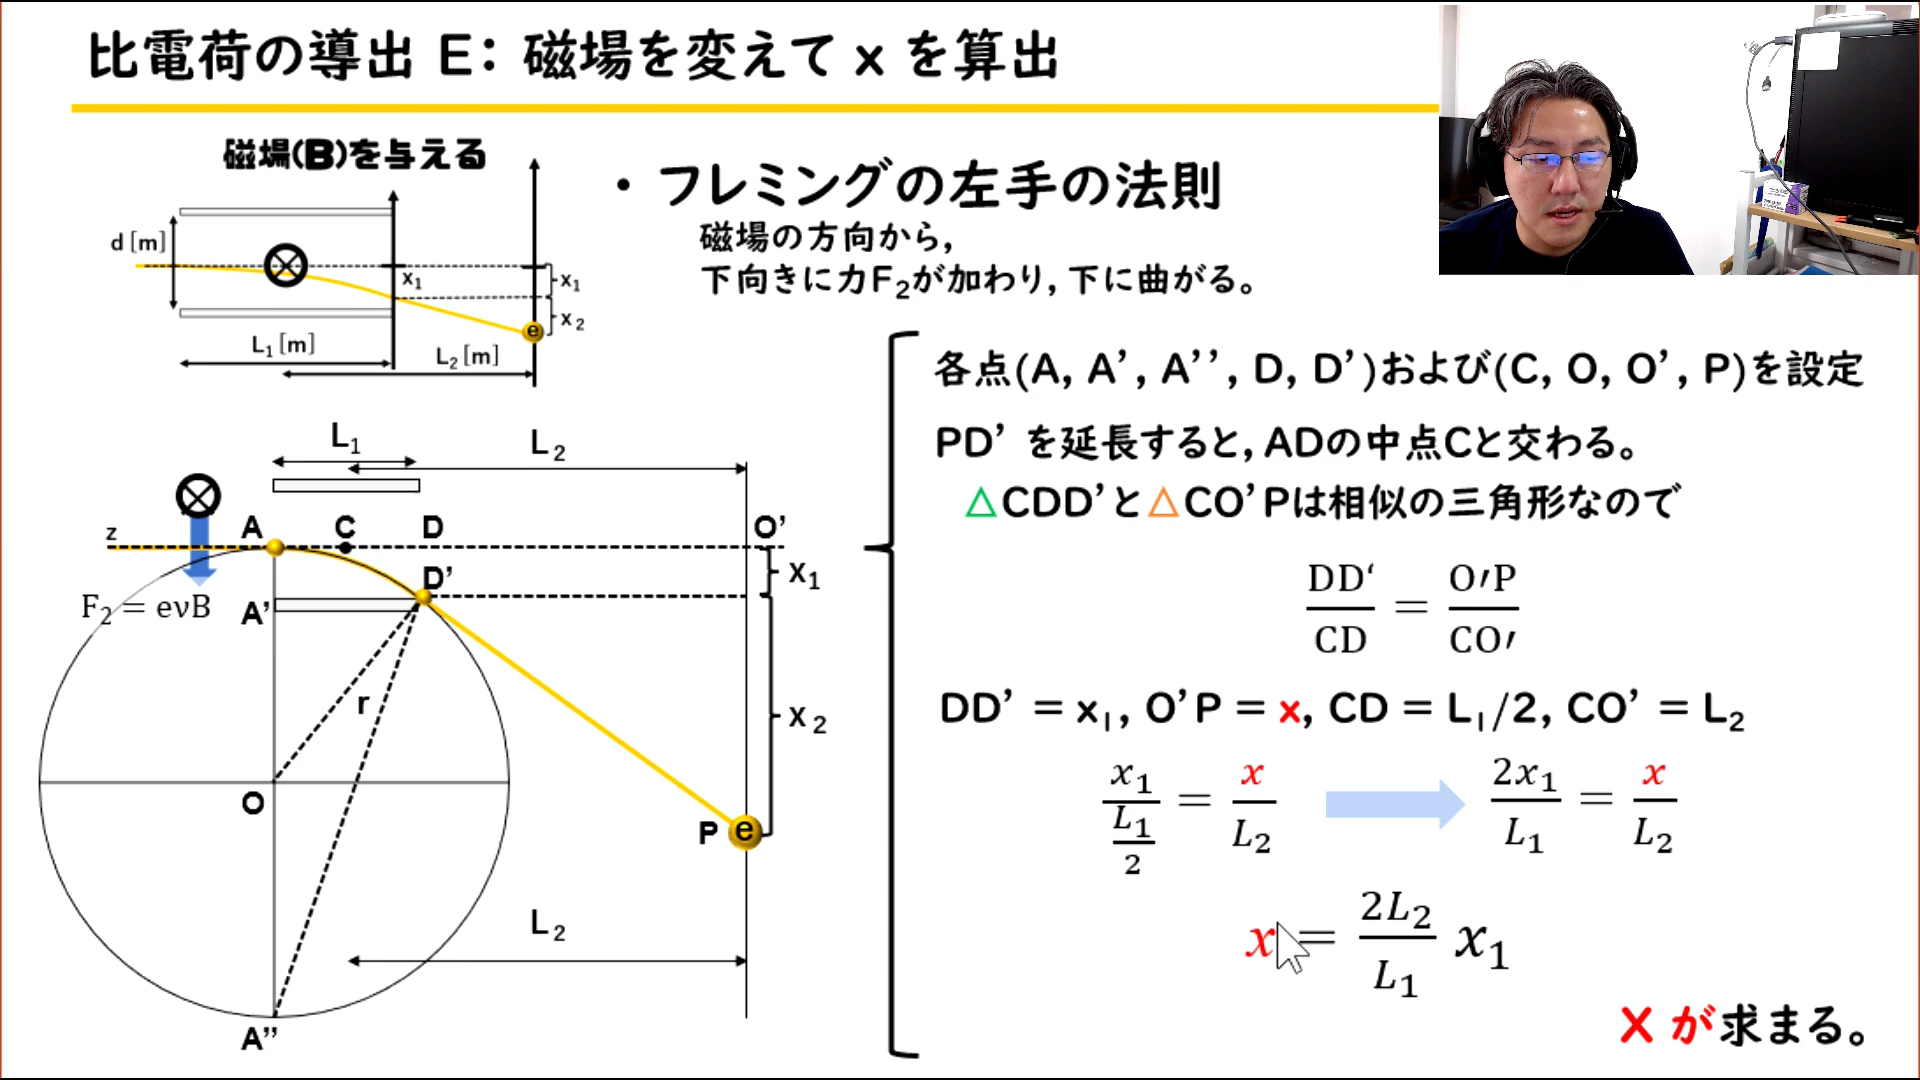 比電荷の導出 E: 磁場を変えて x を算出
磁場(B)を与える
d [m]
x₁
x₁
x₂
e
L₁ [m]
L₂ [m]
・フレミングの左手の法則
磁場の方向から,
下向きに力F₂が加わり, 下に曲がる。
各点(A, A’, A’’, D, D’)および(C, O, O’, P)を設定
PD’ を延長すると, ADの中点Cと交わる。
△CDD’と△CO’Pは相似の三角形なので
DD‘/CD = O′P/CO′
DD’ = x₁, O’P = x, CD = L₁/2, CO’ = L₂
x₁/(L₁/2) = x/L₂
2x₁/L₁ = x/L₂
x = 2L₂/L₁ x₁
X が求まる。
L₁
L₂
z
A
C
D
O’
x₁
D’
F₂ = evB
A’
r
x₂
O
P
e
L₂
A’’